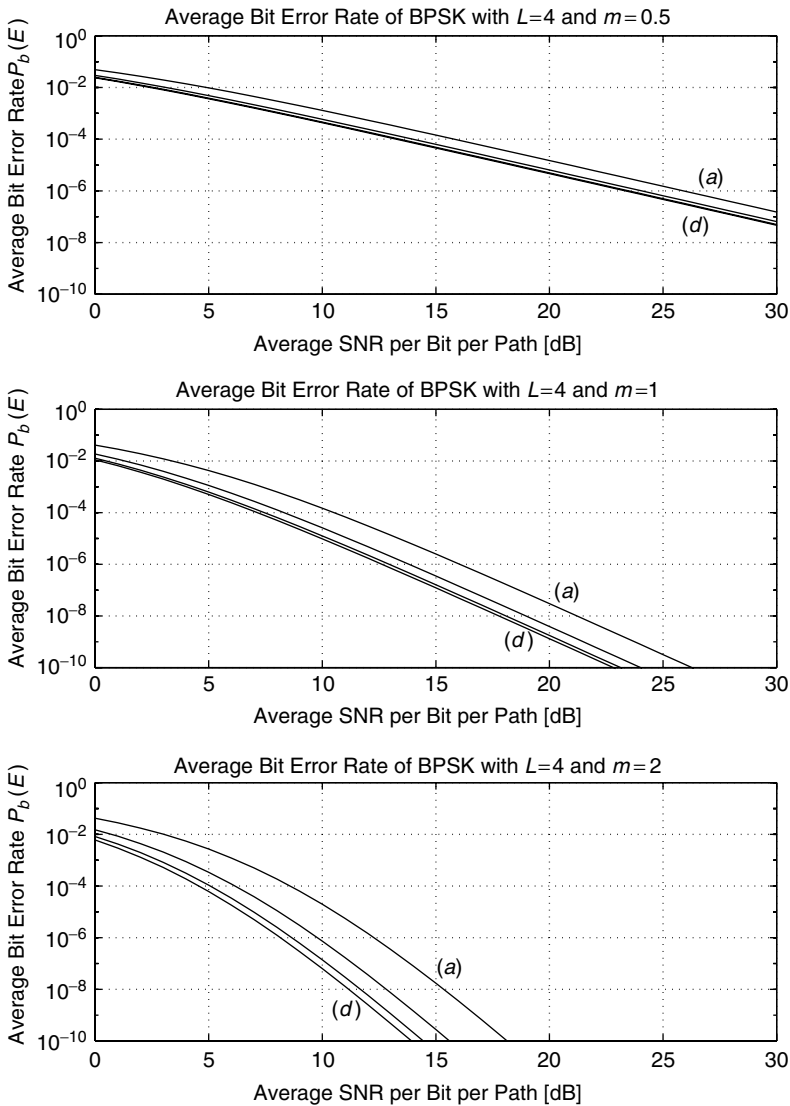 Average Bit Error Rate of BPSK with L=4 and m=0.5
Average Bit Error RateP_b(E)
10^0
10^−2
10^−4
10^−6
10^−8
10^−10
(a)
(d)
0 5 10 15 20 25 30
Average SNR per Bit per Path [dB]
Average Bit Error Rate of BPSK with L=4 and m=1
Average Bit Error Rate P_b(E)
10^0
10^−2
10^−4
10^−6
10^−8
10^−10
(a)
(d)
0 5 10 15 20 25 30
Average SNR per Bit per Path [dB]
Average Bit Error Rate of BPSK with L=4 and m=2
Average Bit Error Rate P_b(E)
10^0
10^−2
10^−4
10^−6
10^−8
10^−10
(a)
(d)
0 5 10 15 20 25 30
Average SNR per Bit per Path [dB]